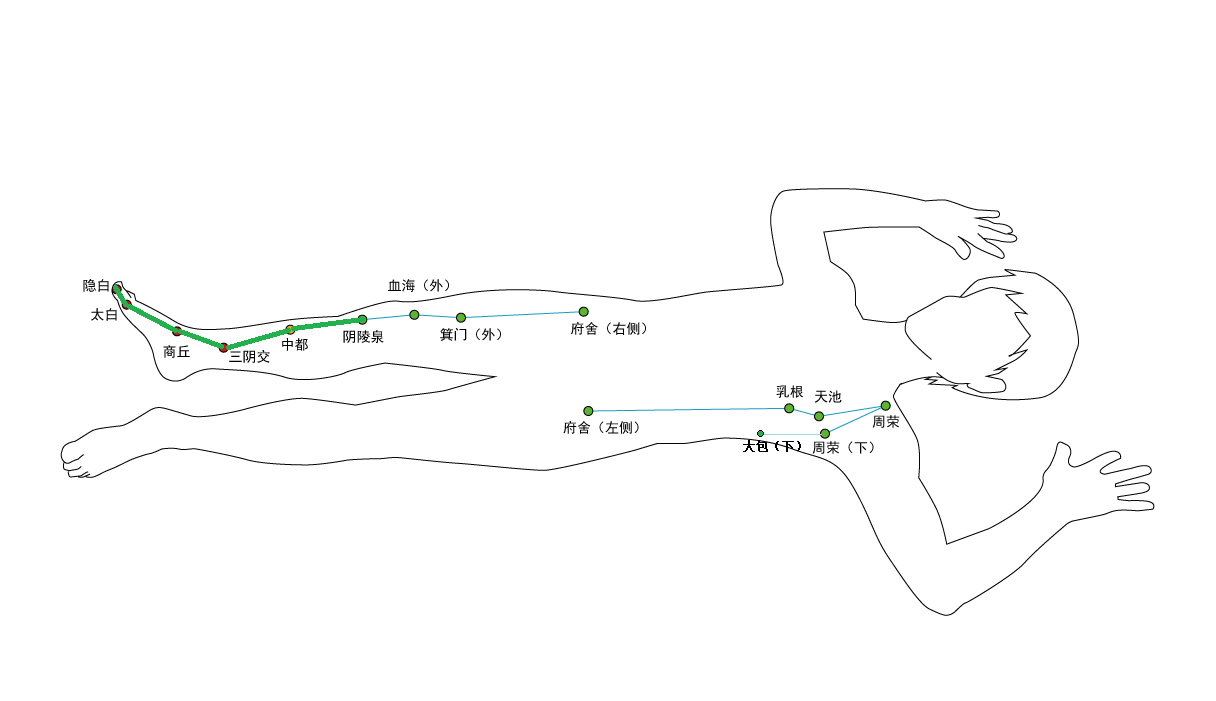 隐白
太白
商丘
三阴交
中都
阴陵泉
血海（外）
箕门（外）
府舍（右侧）
府舍（左侧）
乳根
天池
周荣
大包（下）
周荣（下）